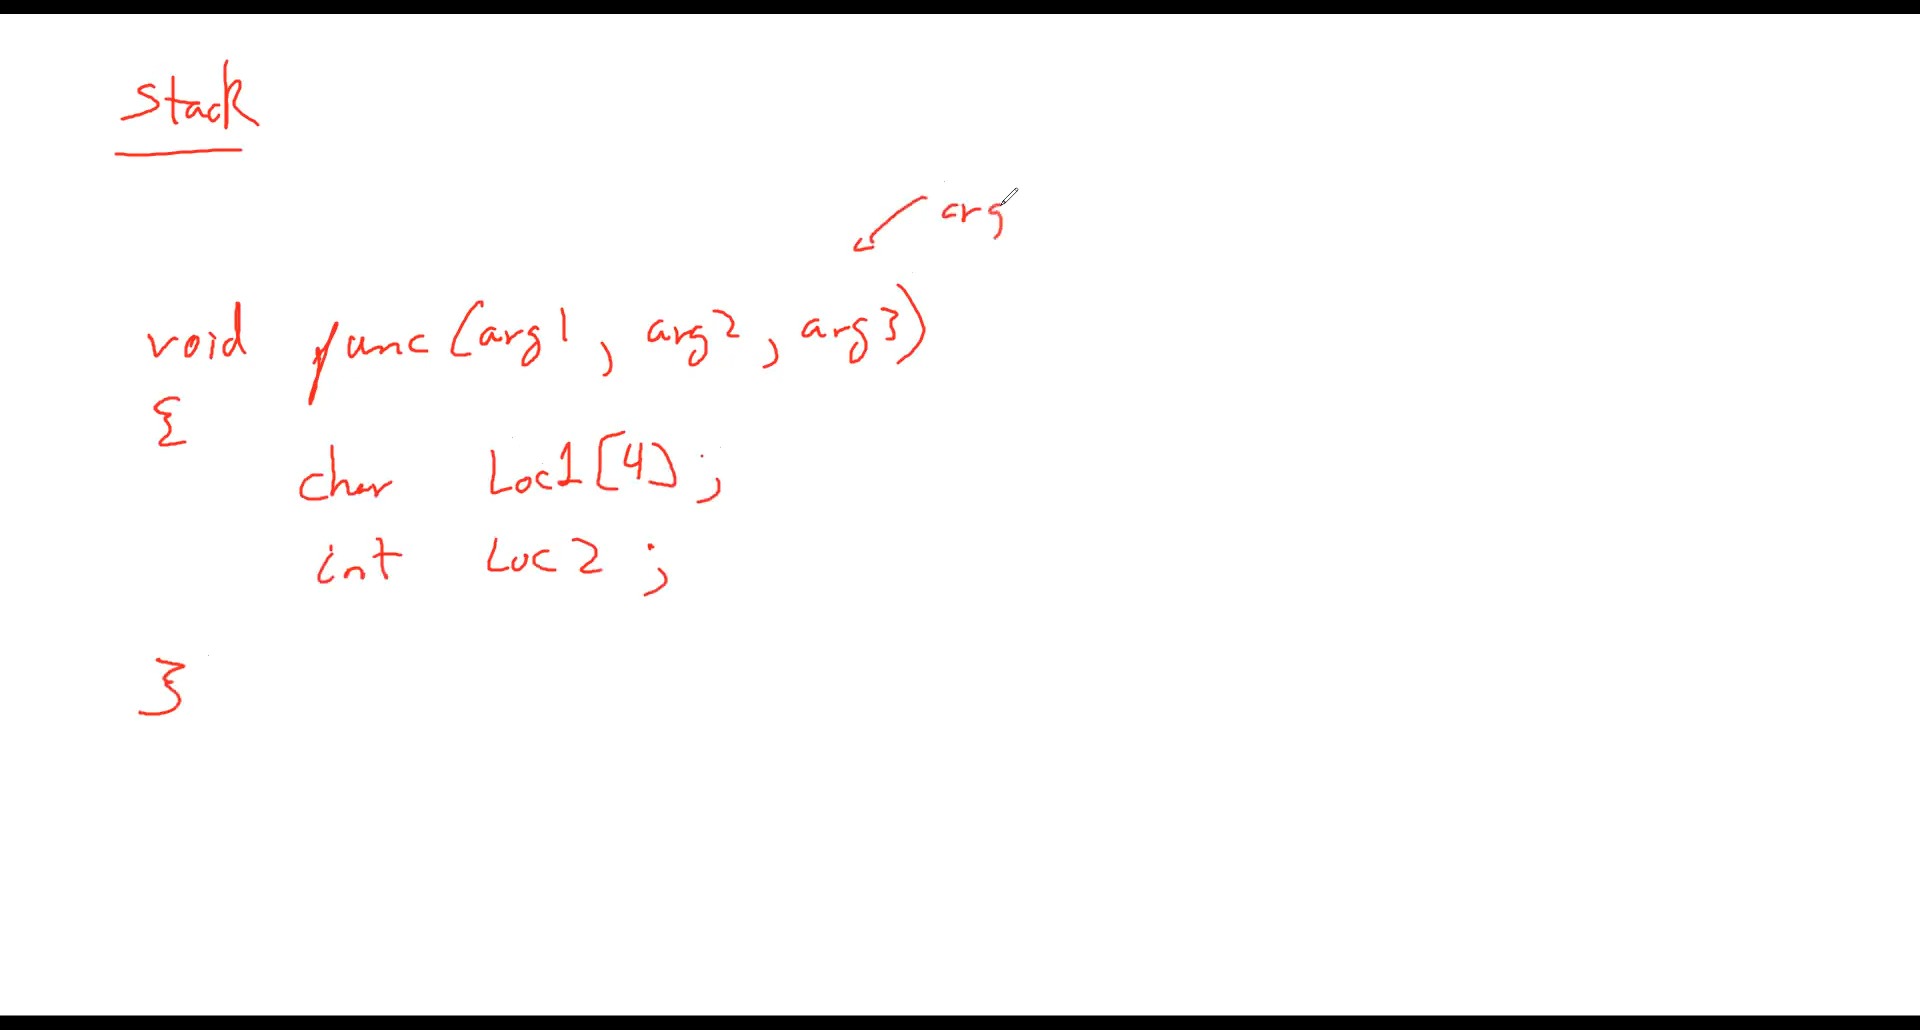 Stack
arg
void func(arg1, arg2, arg3)
{
char Loc1[4];
int Loc2;
}